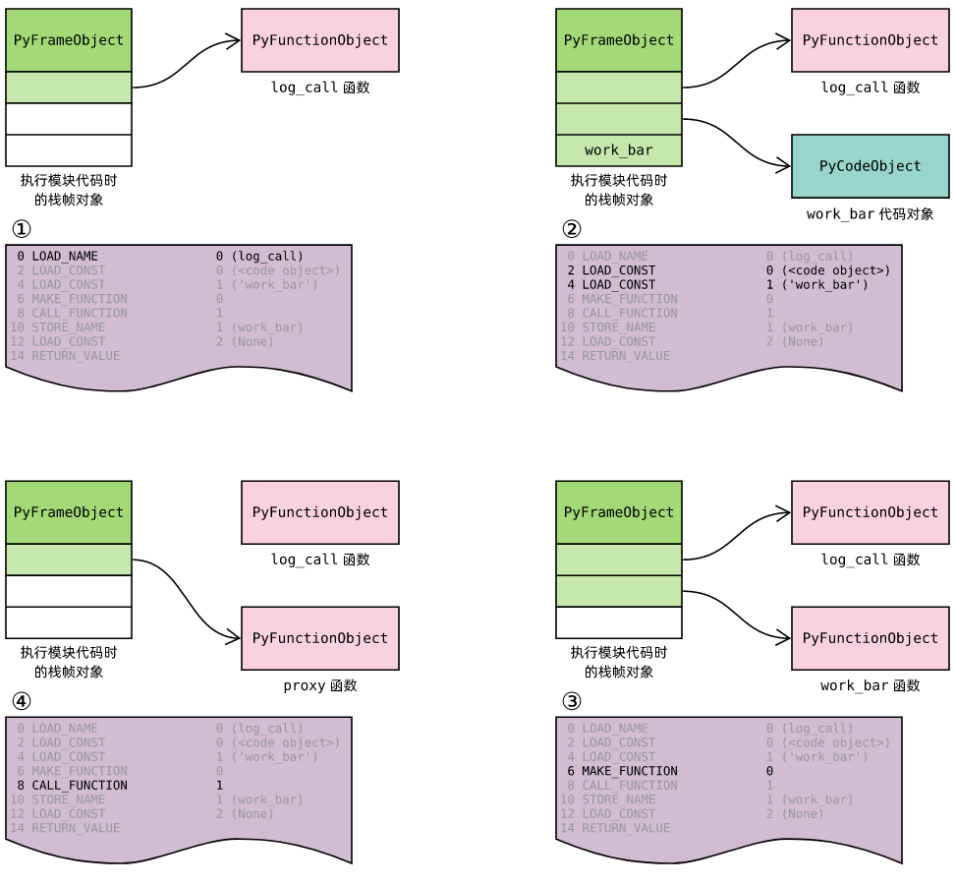 PyFrameObject
PyFunctionObject
log_call 函数
执行模块代码时
的栈帧对象
①
0 LOAD_NAME 0 (log_call)
2 LOAD_CONST 0 (<code object>)
4 LOAD_CONST 1 ('work_bar')
6 MAKE_FUNCTION 0
8 CALL_FUNCTION 1
10 STORE_NAME 1 (work_bar)
12 LOAD_CONST 2 (None)
14 RETURN_VALUE
PyFrameObject
PyFunctionObject
log_call 函数
work_bar
PyCodeObject
work_bar 代码对象
执行模块代码时
的栈帧对象
②
0 LOAD_NAME 0 (log_call)
2 LOAD_CONST 0 (<code object>)
4 LOAD_CONST 1 ('work_bar')
6 MAKE_FUNCTION 0
8 CALL_FUNCTION 1
10 STORE_NAME 1 (work_bar)
12 LOAD_CONST 2 (None)
14 RETURN_VALUE
PyFrameObject
PyFunctionObject
log_call 函数
PyFunctionObject
proxy 函数
执行模块代码时
的栈帧对象
④
0 LOAD_NAME 0 (log_call)
2 LOAD_CONST 0 (<code object>)
4 LOAD_CONST 1 ('work_bar')
6 MAKE_FUNCTION 0
8 CALL_FUNCTION 1
10 STORE_NAME 1 (work_bar)
12 LOAD_CONST 2 (None)
14 RETURN_VALUE
PyFrameObject
PyFunctionObject
log_call 函数
PyFunctionObject
work_bar 函数
执行模块代码时
的栈帧对象
③
0 LOAD_NAME 0 (log_call)
2 LOAD_CONST 0 (<code object>)
4 LOAD_CONST 1 ('work_bar')
6 MAKE_FUNCTION 0
8 CALL_FUNCTION 1
10 STORE_NAME 1 (work_bar)
12 LOAD_CONST 2 (None)
14 RETURN_VALUE